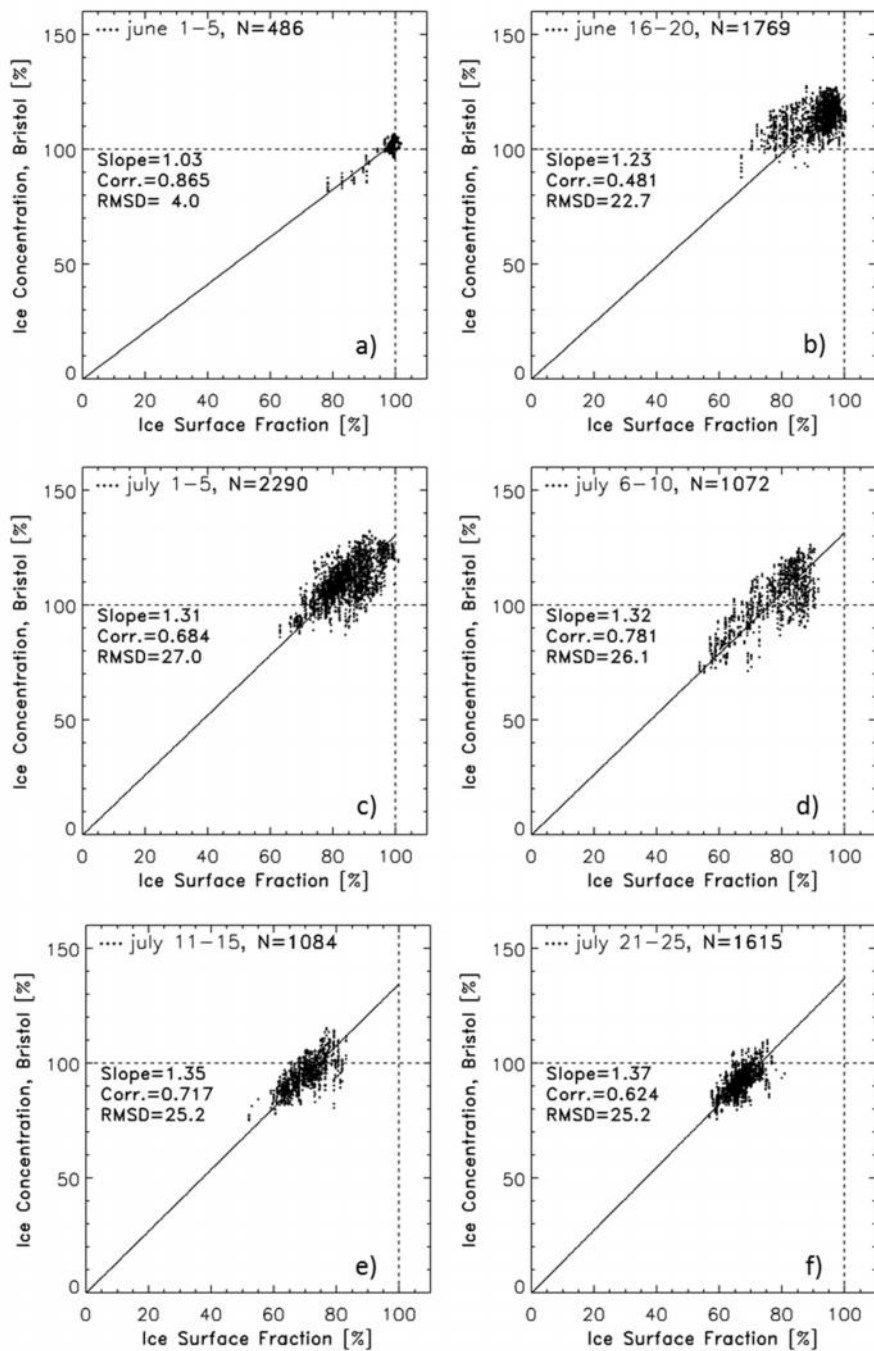 ···· june 1-5, N=486
150
100
50
0
Slope=1.03
Corr.=0.865
RMSD= 4.0
a)
0 20 40 60 80 100
Ice Surface Fraction [%]
Ice Concentration, Bristol [%]
···· june 16-20, N=1769
150
100
50
0
Slope=1.23
Corr.=0.481
RMSD=22.7
b)
0 20 40 60 80 100
Ice Surface Fraction [%]
Ice Concentration, Bristol [%]
···· july 1-5, N=2290
150
100
50
0
Slope=1.31
Corr.=0.684
RMSD=27.0
c)
0 20 40 60 80 100
Ice Surface Fraction [%]
Ice Concentration, Bristol [%]
···· july 6-10, N=1072
150
100
50
0
Slope=1.32
Corr.=0.781
RMSD=26.1
d)
0 20 40 60 80 100
Ice Surface Fraction [%]
Ice Concentration, Bristol [%]
···· july 11-15, N=1084
150
100
50
0
Slope=1.35
Corr.=0.717
RMSD=25.2
e)
0 20 40 60 80 100
Ice Surface Fraction [%]
Ice Concentration, Bristol [%]
···· july 21-25, N=1615
150
100
50
0
Slope=1.37
Corr.=0.624
RMSD=25.2
f)
0 20 40 60 80 100
Ice Surface Fraction [%]
Ice Concentration, Bristol [%]